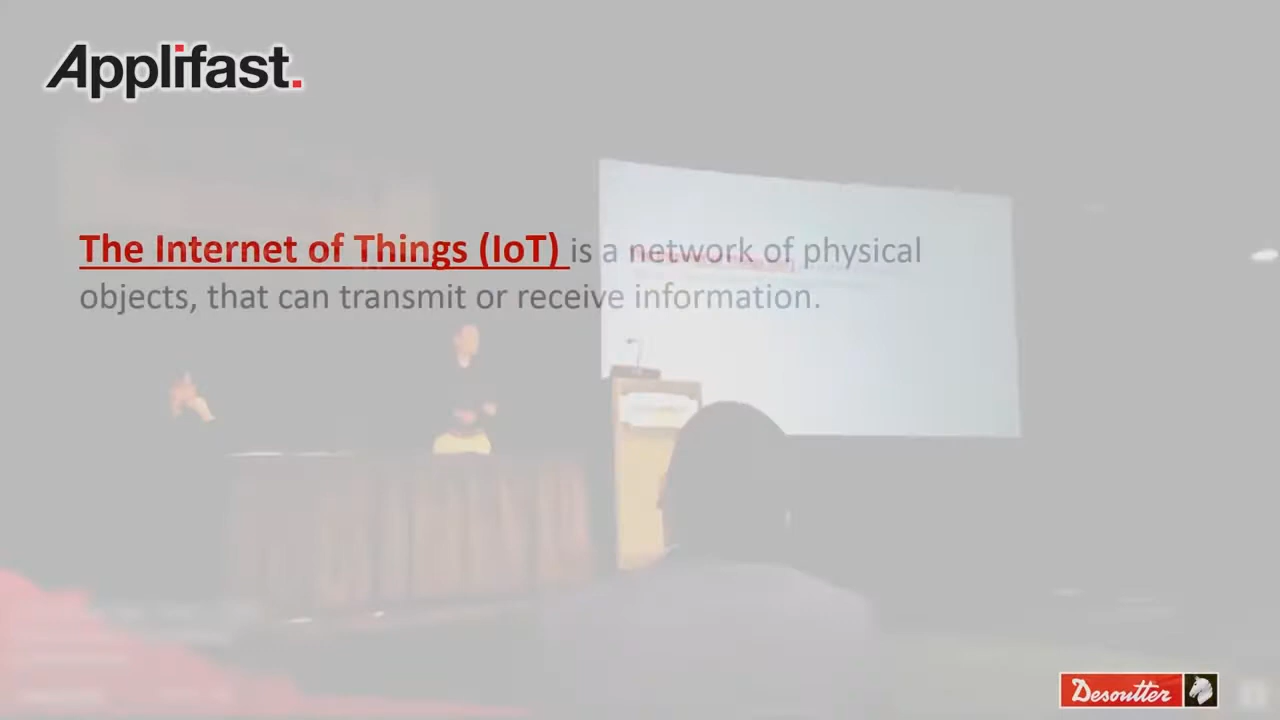 Applifast.
The Internet of Things (IoT) is a network of physical
objects, that can transmit or receive information.
Desoutter